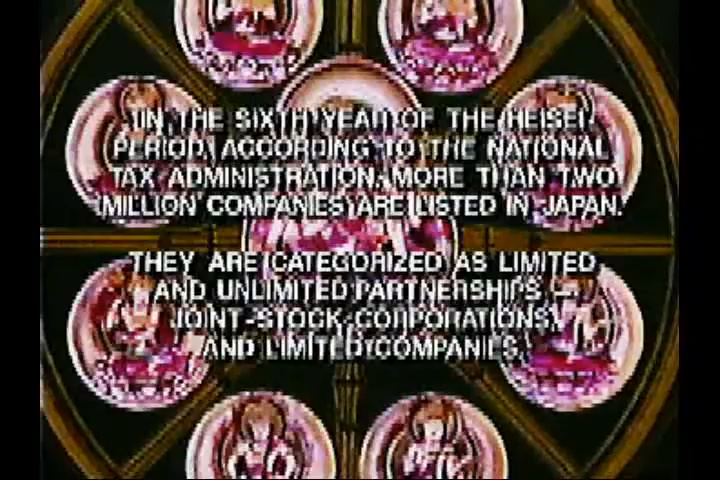 IN THE SIXTH YEAR OF THE HEISEI
PERIOD, ACCORDING TO THE NATIONAL
TAX ADMINISTRATION, MORE THAN TWO
MILLION COMPANIES ARE LISTED IN JAPAN.
THEY ARE CATEGORIZED AS LIMITED
AND UNLIMITED PARTNERSHIPS,
JOINT-STOCK CORPORATIONS,
AND LIMITED COMPANIES.